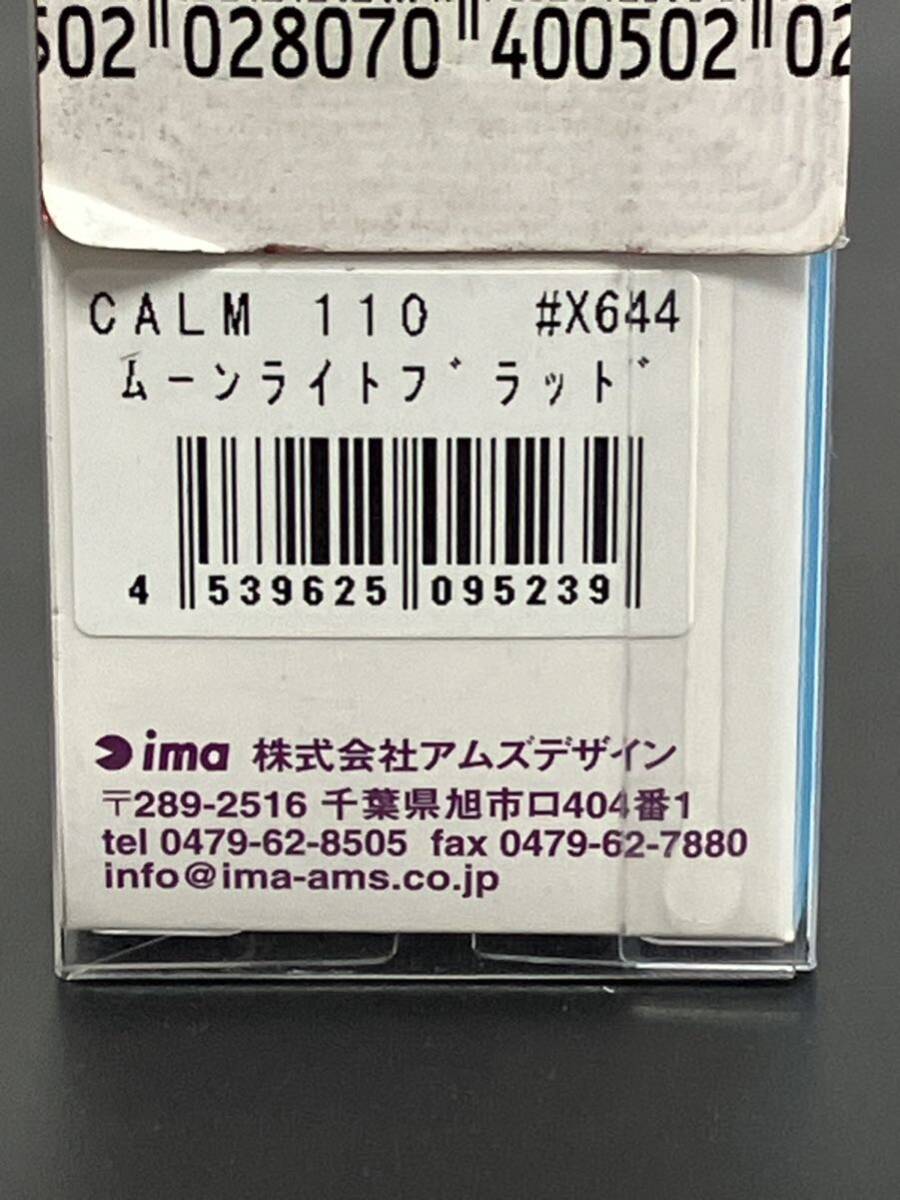 502 028070 400502 02
CALM 110 #X644
ムーンライトブラッド
4 539625 095239
ima 株式会社アムズデザイン
〒289-2516 千葉県旭市ロ404番1
tel 0479-62-8505 fax 0479-62-7880
info@ima-ams.co.jp